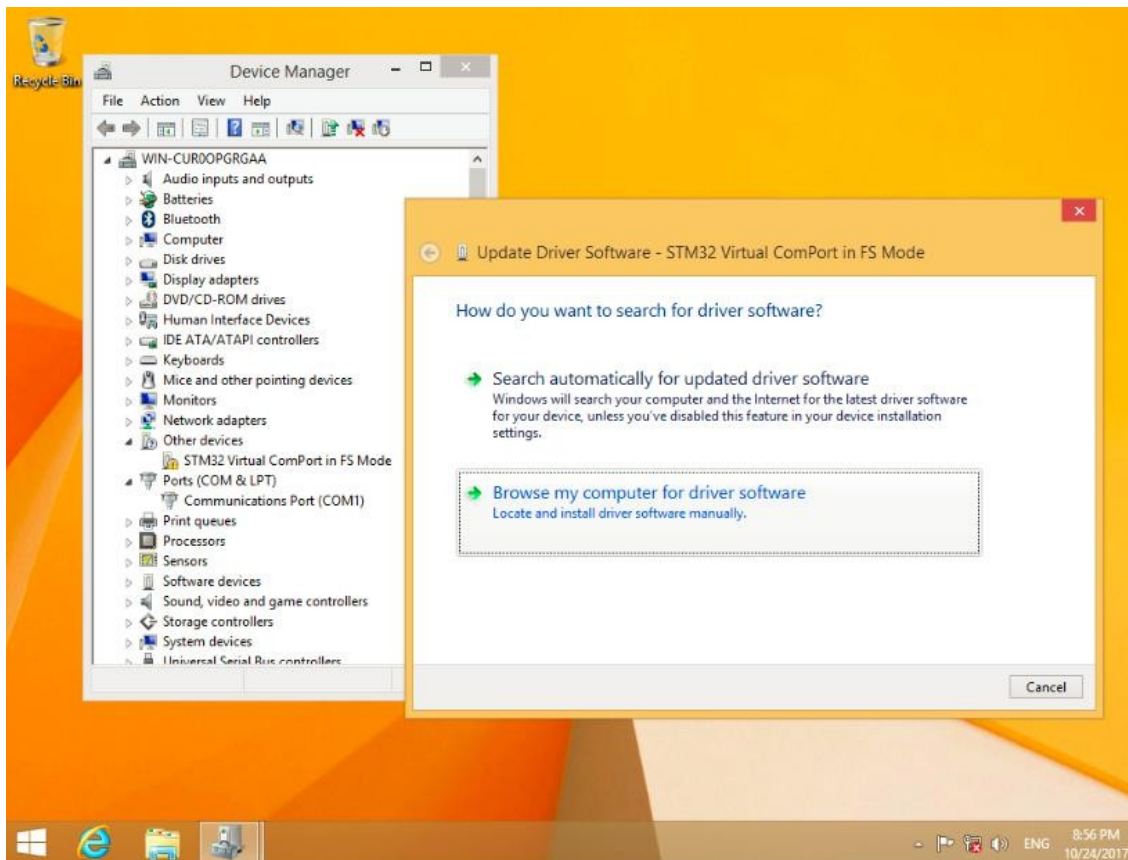 Recycle Bin
Device Manager
File Action View Help
WIN-CUR0OPGRGAA
Audio inputs and outputs
Batteries
Bluetooth
Computer
Disk drives
Display adapters
DVD/CD-ROM drives
Human Interface Devices
IDE ATA/ATAPI controllers
Keyboards
Mice and other pointing devices
Monitors
Network adapters
Other devices
STM32 Virtual ComPort in FS Mode
Ports (COM & LPT)
Communications Port (COM1)
Print queues
Processors
Sensors
Software devices
Sound, video and game controllers
Storage controllers
System devices
Universal Serial Bus controllers
Update Driver Software - STM32 Virtual ComPort in FS Mode
How do you want to search for driver software?
Search automatically for updated driver software
Windows will search your computer and the Internet for the latest driver software
for your device, unless you've disabled this feature in your device installation
settings.
Browse my computer for driver software
Locate and install driver software manually.
Cancel
ENG
8:56 PM
10/24/2017